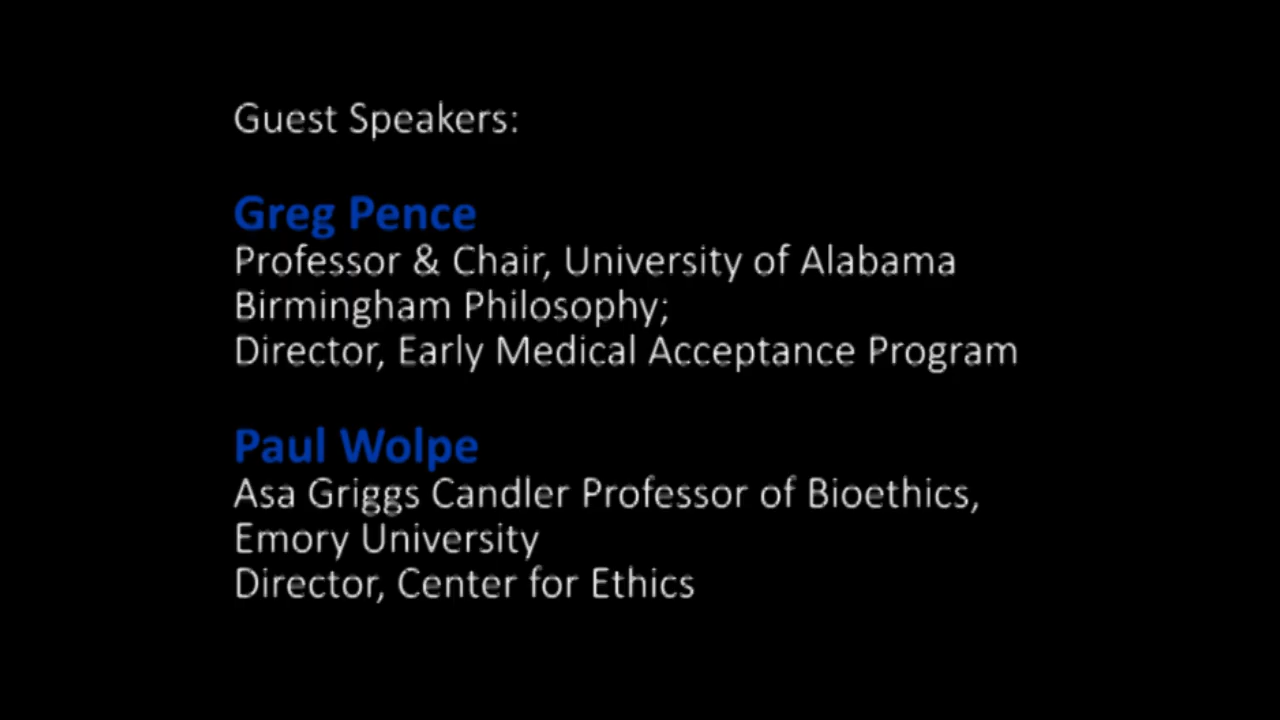 Guest Speakers:
Greg Pence
Professor & Chair, University of Alabama
Birmingham Philosophy;
Director, Early Medical Acceptance Program
Paul Wolpe
Asa Griggs Candler Professor of Bioethics,
Emory University
Director, Center for Ethics